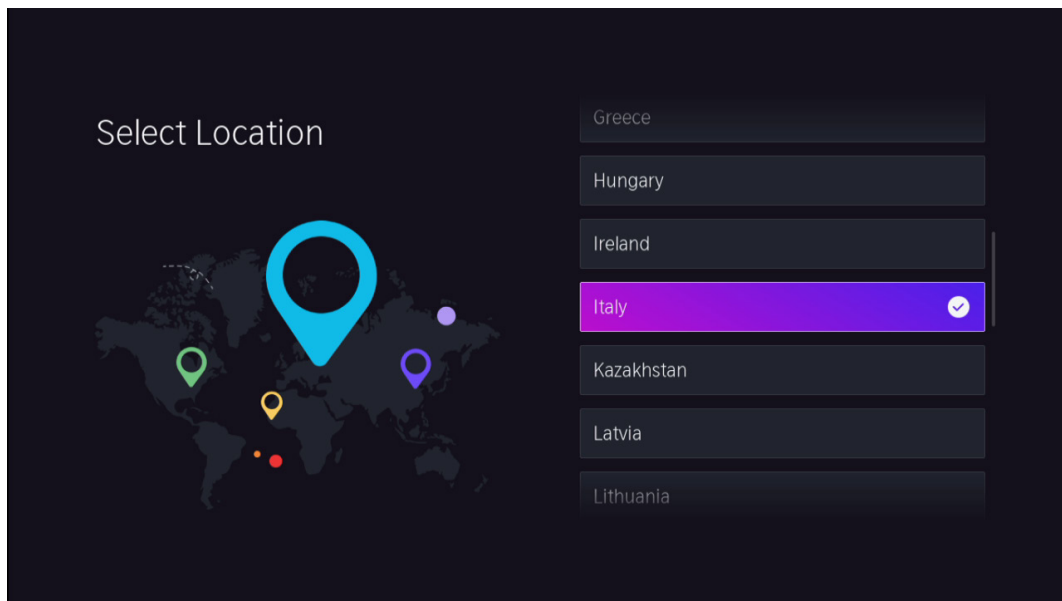 Select Location
Greece
Hungary
Ireland
Italy
Kazakhstan
Latvia
Lithuania